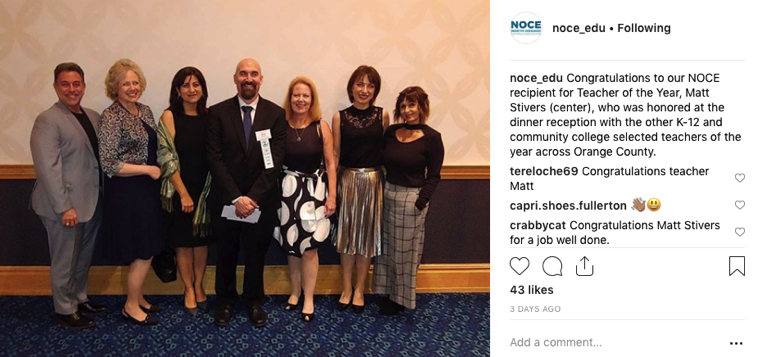 NOCE
noce_edu • Following
noce_edu Congratulations to our NOCE
recipient for Teacher of the Year, Matt
Stivers (center), who was honored at the
dinner reception with the other K-12 and
community college selected teachers of the
year across Orange County.
tereloche69 Congratulations teacher
Matt
capri.shoes.fullerton 👋🏽😃
crabbycat Congratulations Matt Stivers
for a job well done.
43 likes
3 DAYS AGO
Add a comment...